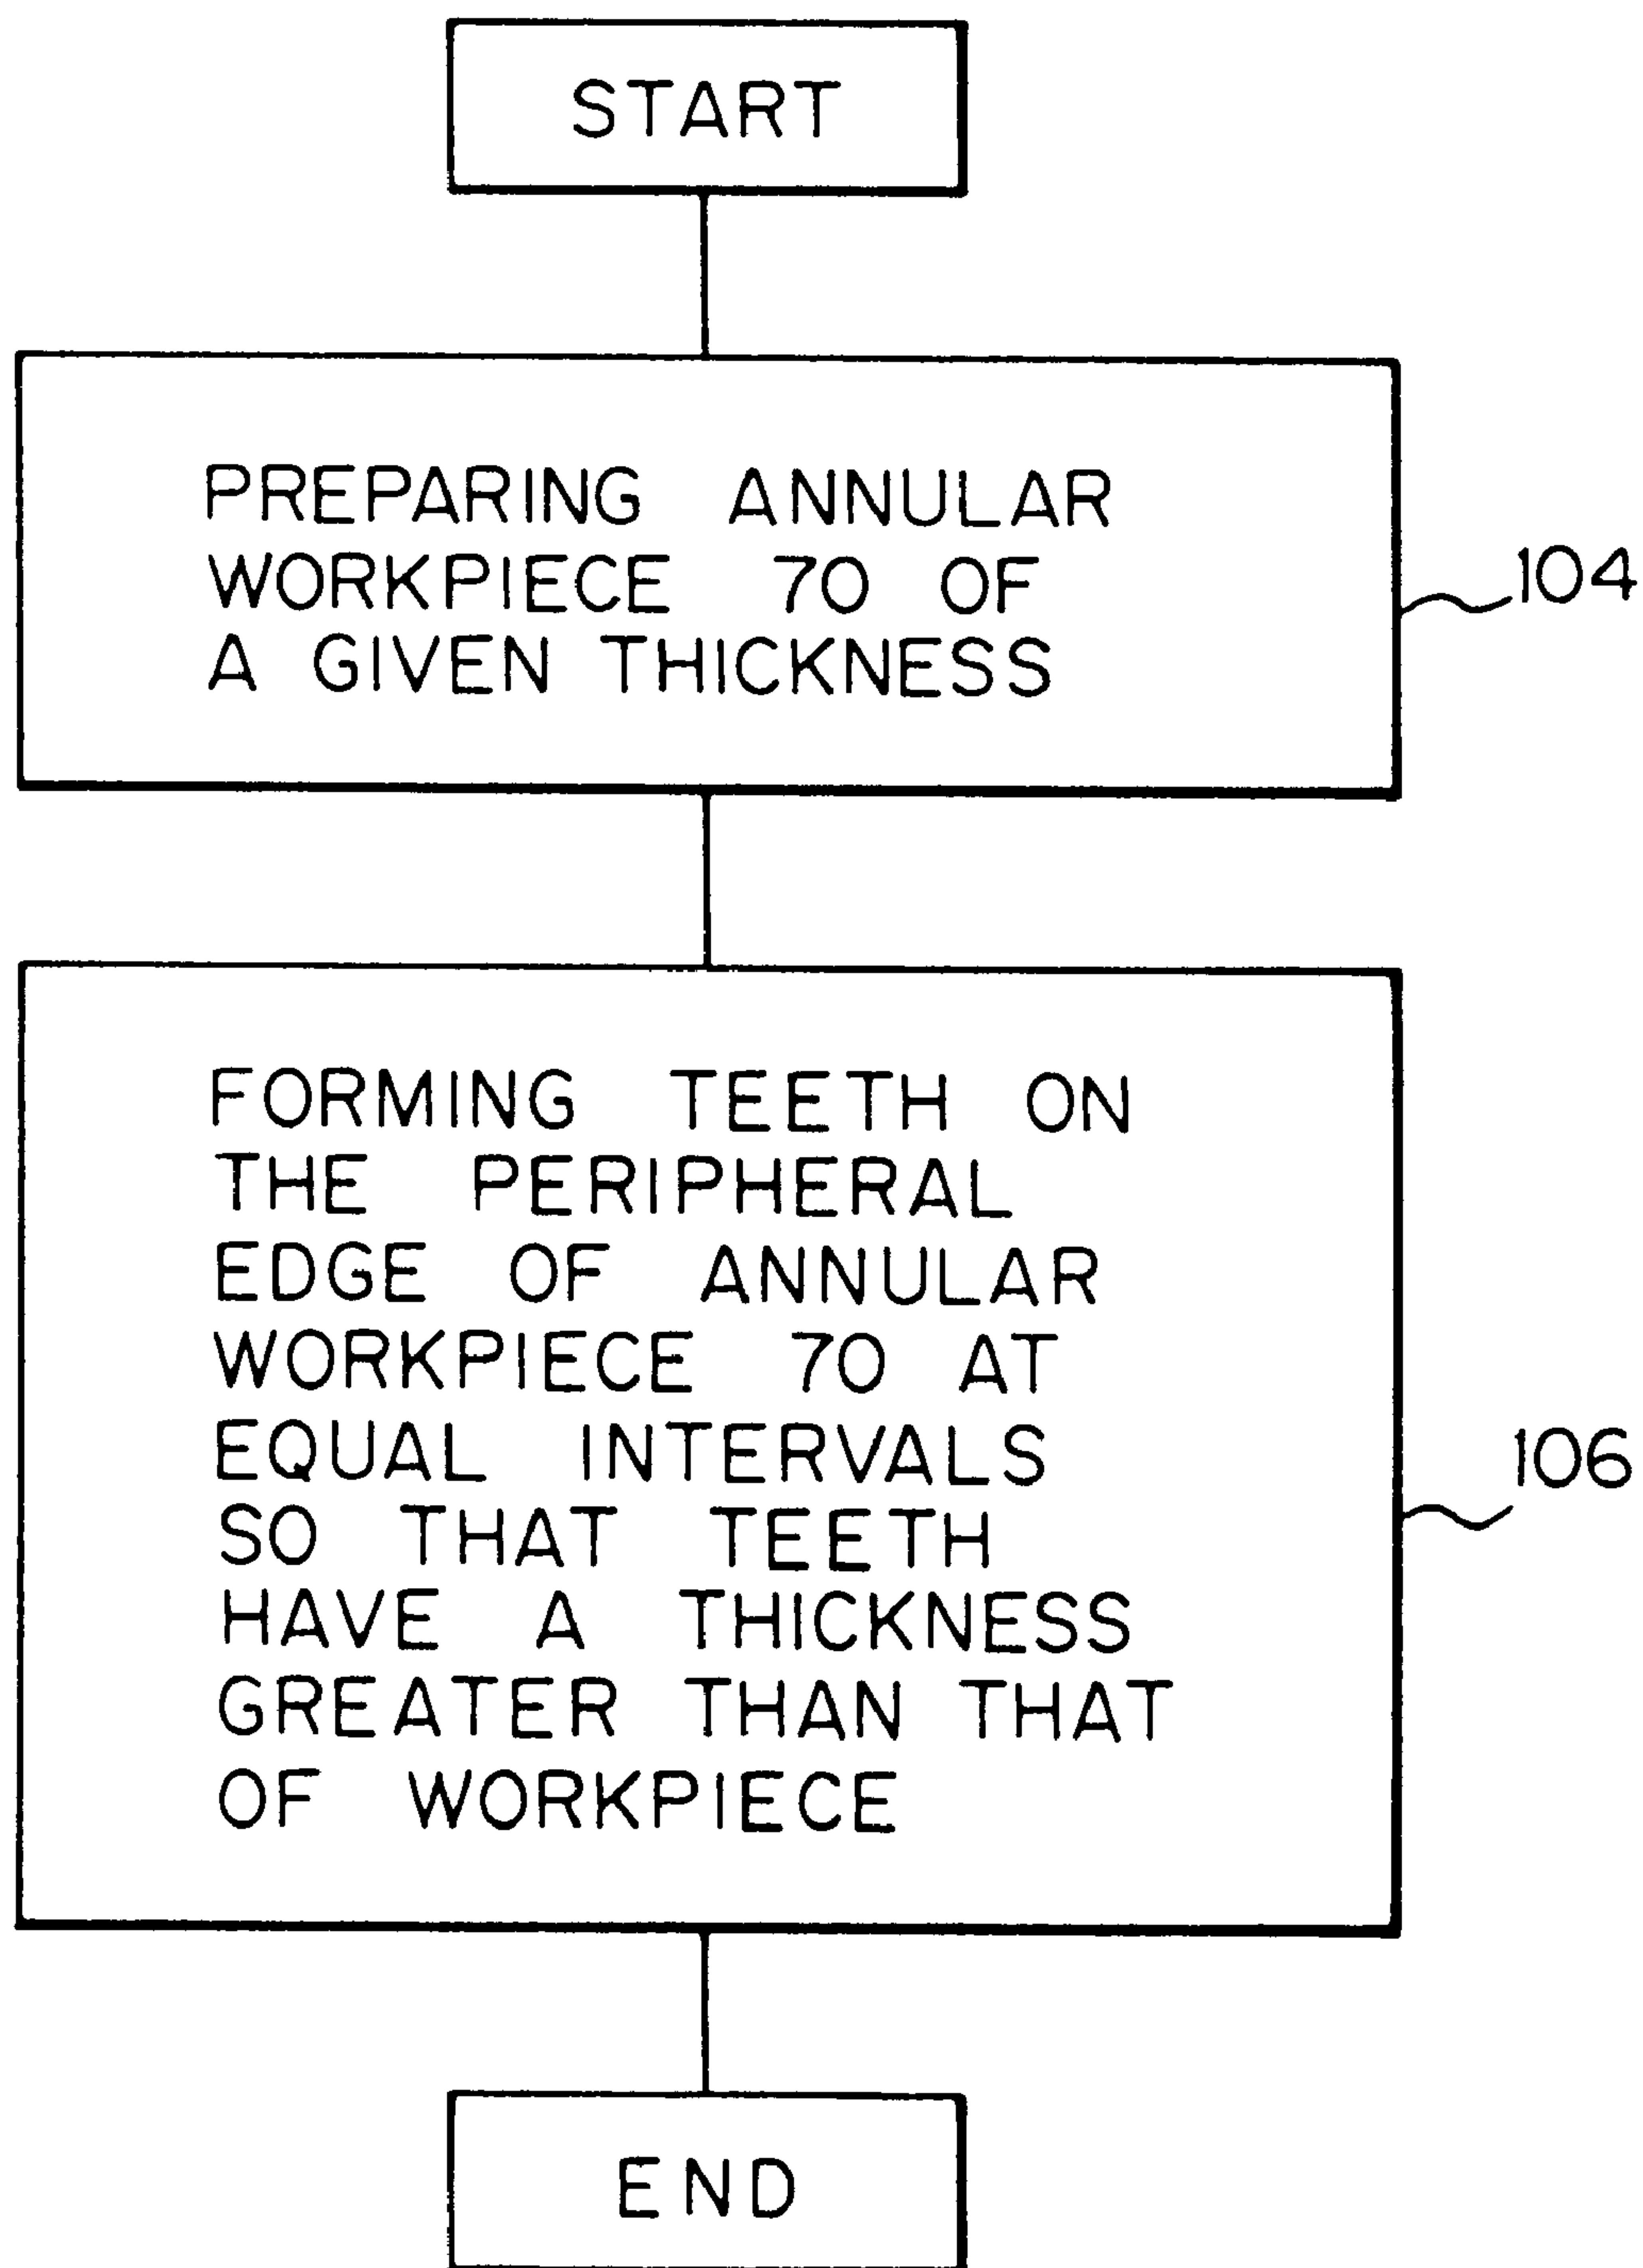 START
PREPARING ANNULAR
WORKPIECE 70 OF
A GIVEN THICKNESS
104
FORMING TEETH ON
THE PERIPHERAL
EDGE OF ANNULAR
WORKPIECE 70 AT
EQUAL INTERVALS
SO THAT TEETH
HAVE A THICKNESS
GREATER THAN THAT
OF WORKPIECE
106
END